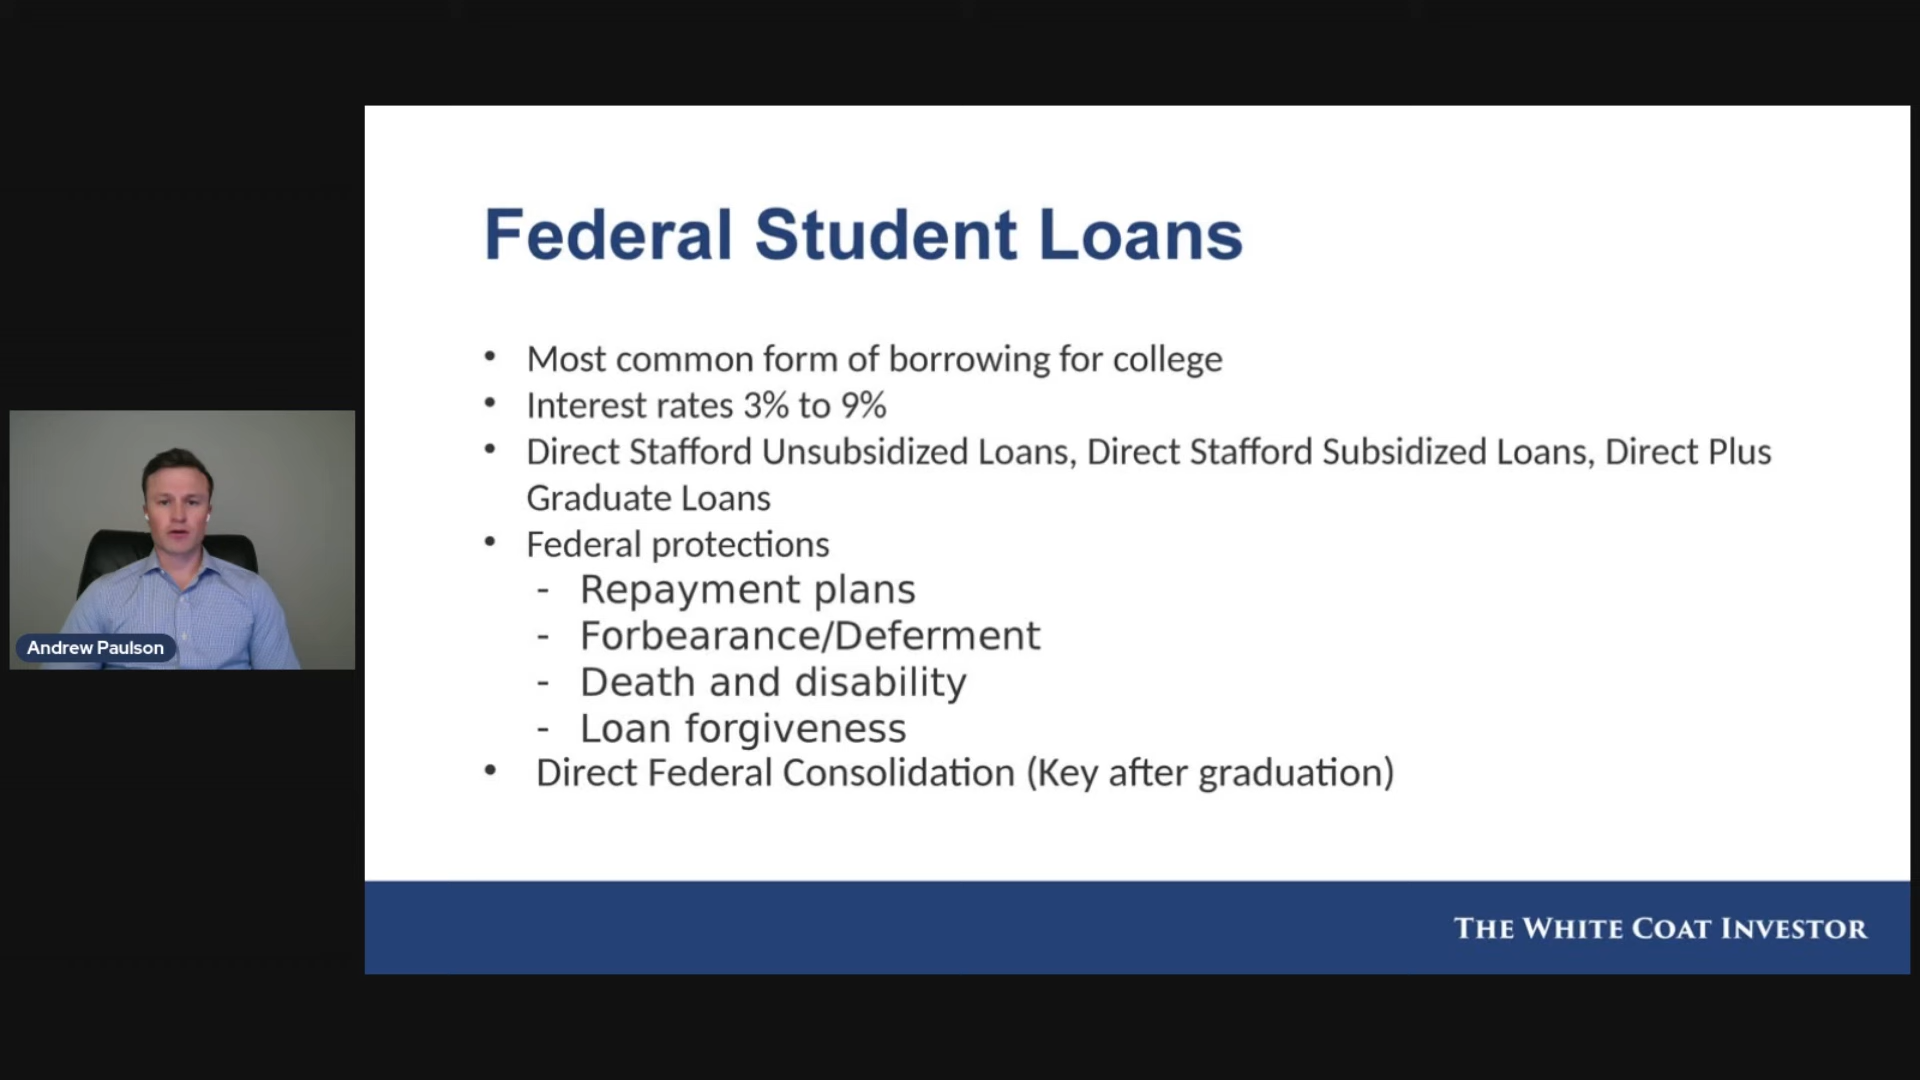 Federal Student Loans
• Most common form of borrowing for college
• Interest rates 3% to 9%
• Direct Stafford Unsubsidized Loans, Direct Stafford Subsidized Loans, Direct Plus
Graduate Loans
• Federal protections
- Repayment plans
- Forbearance/Deferment
- Death and disability
- Loan forgiveness
• Direct Federal Consolidation (Key after graduation)
Andrew Paulson
THE WHITE COAT INVESTOR